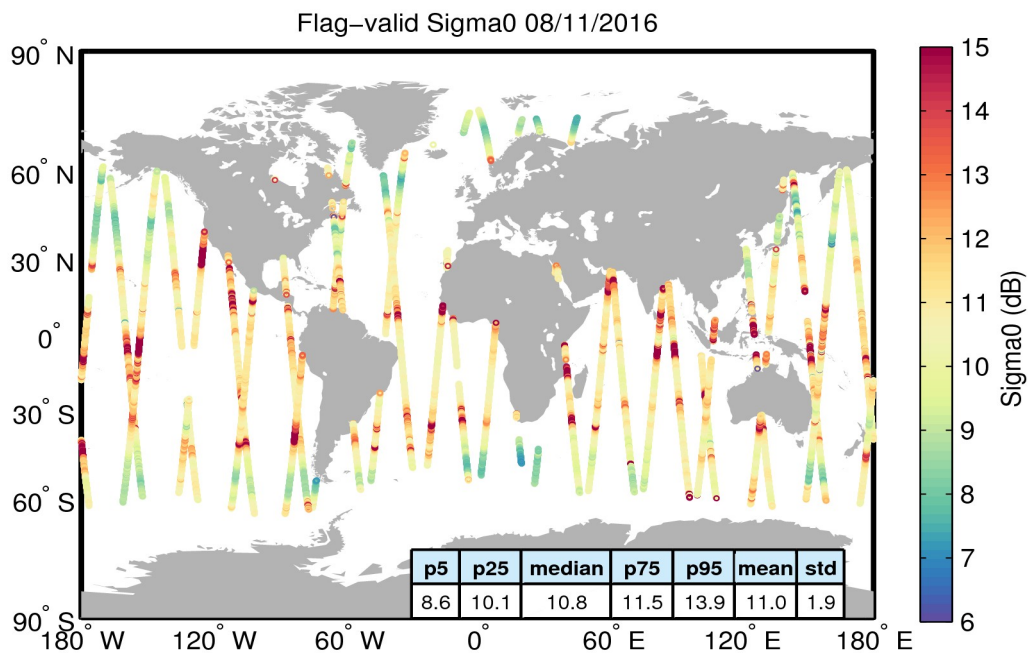 Flag−valid Sigma0 08/11/2016
90° N
60° N
30° N
0°
30° S
60° S
90° S
180° W
120° W
60° W
0°
60° E
120° E
180° E
p5 p25 median p75 p95 mean std
8.6 10.1 10.8 11.5 13.9 11.0 1.9
15
14
13
12
11
10
9
8
7
6
Sigma0 (dB)